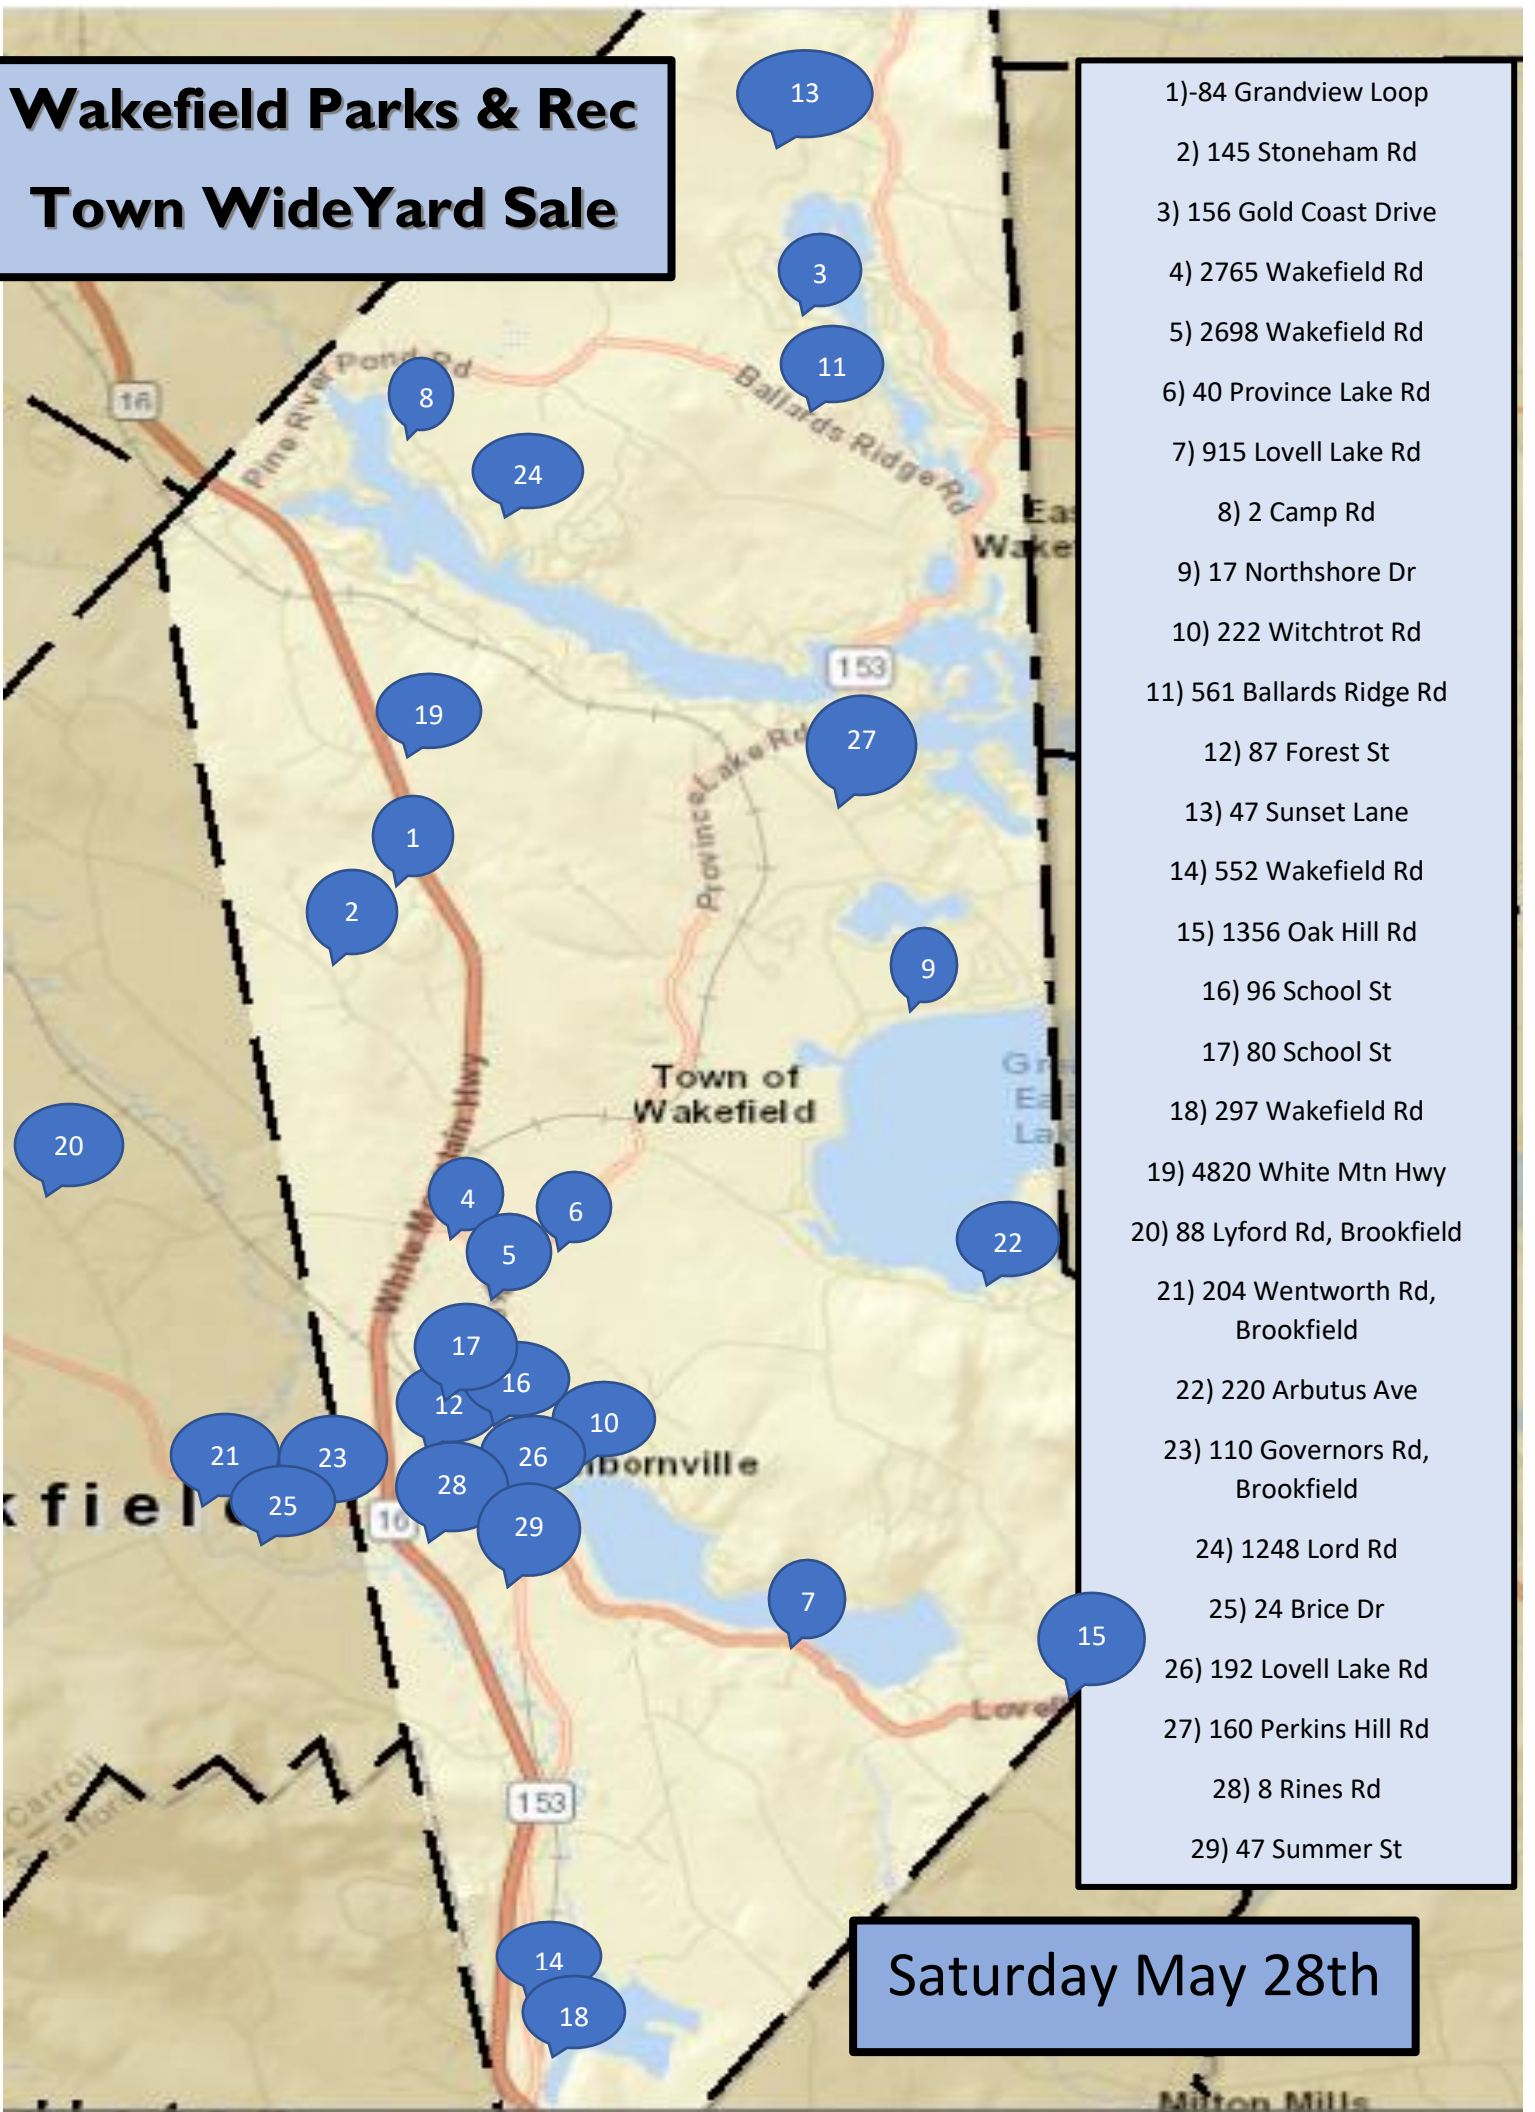 Wakefield Parks & Rec
Town WideYard Sale
1)-84 Grandview Loop
2) 145 Stoneham Rd
3) 156 Gold Coast Drive
4) 2765 Wakefield Rd
5) 2698 Wakefield Rd
6) 40 Province Lake Rd
7) 915 Lovell Lake Rd
8) 2 Camp Rd
9) 17 Northshore Dr
10) 222 Witchtrot Rd
11) 561 Ballards Ridge Rd
12) 87 Forest St
13) 47 Sunset Lane
14) 552 Wakefield Rd
15) 1356 Oak Hill Rd
16) 96 School St
17) 80 School St
18) 297 Wakefield Rd
19) 4820 White Mtn Hwy
20) 88 Lyford Rd, Brookfield
21) 204 Wentworth Rd,
Brookfield
22) 220 Arbutus Ave
23) 110 Governors Rd,
Brookfield
24) 1248 Lord Rd
25) 24 Brice Dr
26) 192 Lovell Lake Rd
27) 160 Perkins Hill Rd
28) 8 Rines Rd
29) 47 Summer St
13
3
11
Pine River Pond Rd
16
8
24
Ballards Ridge Rd
153
19
27
Province Lake Rd
1
2
9
Town of
Wakefield
20
4
6
5
22
17
16
12
10
21
23
26
28
25
16
29
7
15
Carroll
153
14
18
Saturday May 28th
Milton Mills